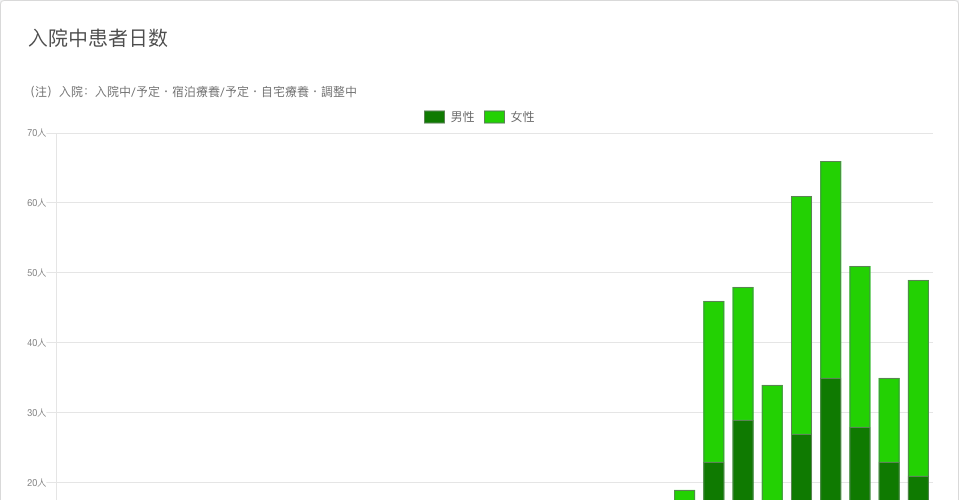 入院中患者日数
（注）入院：入院中/予定・宿泊療養/予定・自宅療養・調整中
男性 女性
70人
60人
50人
40人
30人
20人